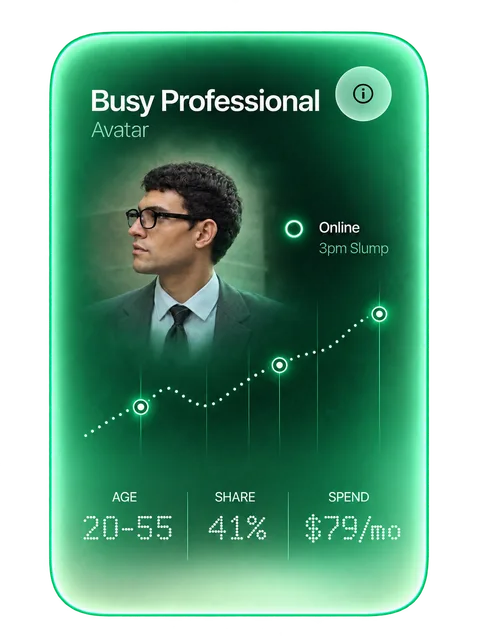 Busy Professional
Avatar
Online
3pm Slump
AGE
20-55
SHARE
41%
SPEND
$79/mo